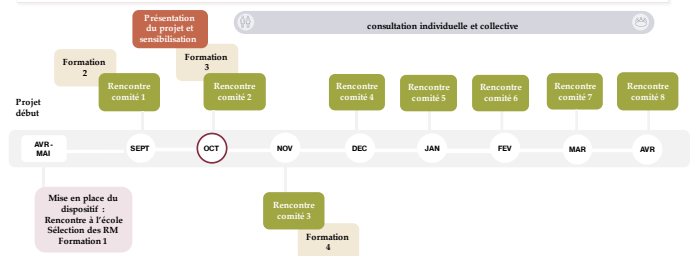 Présentation
du projet et
sensibilisation
consultation individuelle et collective
Formation
2
Formation
3
Rencontre
comité 1
Rencontre
comité 2
Rencontre
comité 4
Rencontre
comité 5
Rencontre
comité 6
Rencontre
comité 7
Rencontre
comité 8
Projet
début
AVR-
MAI
SEPT
OCT
NOV
DEC
JAN
FEV
MAR
AVR
Mise en place du
dispositif :
Rencontre à l'école
Sélection des RM
Formation 1
Rencontre
comité 3
Formation
4